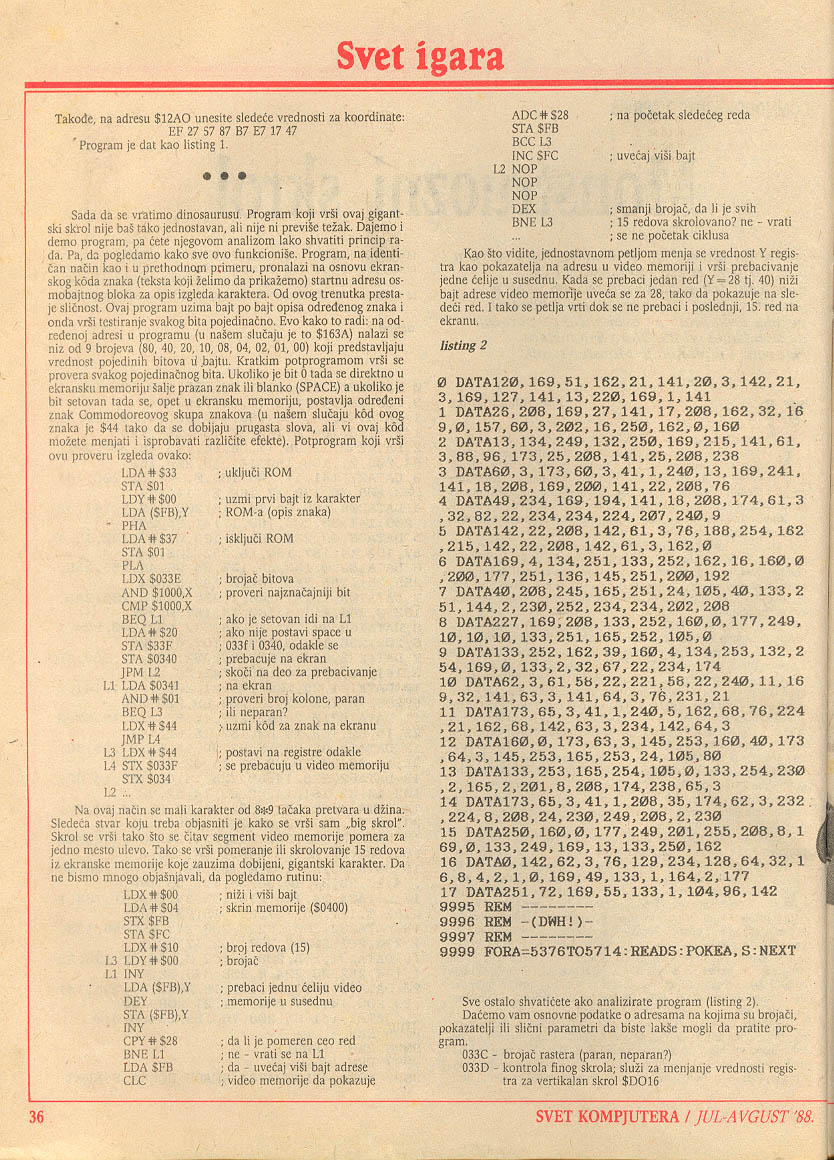 Svet igara
Takođe, na adresu $12AO unesite sledeće vrednosti za koordinate:
EF 27 57 87 B7 E7 17 47
Program je dat kao listing 1.
● ● ●
Sada da se vratimo dinosaurusu. Program koji vrši ovaj gigant-
ski skrol nije baš tako jednostavan, ali nije ni previše težak. Dajemo i
demo program, pa ćete njegovom analizom lako shvatiti princip ra-
da. Pa, da pogledamo kako sve ovo funkcioniše. Program, na identi-
čan način kao i u prethodnom primeru, pronalazi na osnovu ekran-
skog kôda znaka (teksta koji želimo da prikažemo) startnu adresu os-
mobajtnog bloka za opis izgleda karaktera. Od ovog trenutka presta-
je sličnost. Ovaj program uzima bajt po bajt opisa određenog znaka i
onda vrši testiranje svakog bita pojedinačno. Evo kako to radi: na od-
ređenoj adresi u programu (u našem slučaju je to $163A) nalazi se
niz od 9 brojeva (80, 40, 20, 10, 08, 04, 02, 01, 00) koji predstavljaju
vrednost pojedinih bitova u bajtu. Kratkim potprogramom vrši se
provera svakog pojedinačnog bita. Ukoliko je bit 0 tada se direktno u
ekransku memoriju šalje prazan znak ili blanko (SPACE) a ukoliko je
bit setovan tada se, opet u ekransku memoriju, postavlja određeni
znak Commodoreovog skupa znakova (u našem slučaju kôd ovog
znaka je $44 tako da se dobijaju prugasta slova, ali vi ovaj kôd
možete menjati i isprobavati različite efekte). Potprogram koji vrši
ovu proveru izgleda ovako:
LDA # $33 ; uključi ROM
STA $01
LDY # $00 ; uzmi prvi bajt iz karakter
LDA ($FB),Y ; ROM-a (opis znaka)
PHA
LDA # $37 ; isključi ROM
STA $01
PLA
LDX $033E ; brojač bitova
AND $1000,X ; proveri najznačajniji bit
CMP $1000,X
BEQ L1 ; ako je setovan idi na L1
LDA # $20 ; ako nije postavi space u
STA $33F ; 033f i 0340, odakle se
STA $0340 ; prebacuje na ekran
JPM L2 ; skoči na deo za prebacivanje
L1 LDA $0341 ; na ekran
AND # $01 ; proveri broj kolone, paran
BEQ L3 ; ili neparan?
LDX # $44 ; uzmi kôd za znak na ekranu
JMP L4
L3 LDX # $44 ; postavi na registre odakle
L4 STX $033F ; se prebacuju u video memoriju
STX $034
L2 ...
Na ovaj način se mali karakter od 8*9 tačaka pretvara u džina.
Sledeća stvar koju treba objasniti je kako se vrši sam „big skrol".
Skrol se vrši tako što se čitav segment video memorije pomera za
jedno mesto ulevo. Tako se vrši pomeranje ili skrolovanje 15 redova
iz ekranske memorije koje zauzima dobijeni, gigantski karakter. Da
ne bismo mnogo objašnjavali, da pogledamo rutinu:
LDX # $00 ; niži i viši bajt
LDA # $04 ; skrin memorije ($0400)
STX $FB
STA $FC
LDX # $10 ; broj redova (15)
L3 LDY # $00 ; brojač
L1 INY
LDA ($FB),Y ; prebaci jednu ćeliju video
DEY ; memorije u susednu
STA ($FB),Y
INY
CPY # $28 ; da li je pomeren ceo red
BNE L1 ; ne - vrati se na L1
LDA $FB ; da - uvećaj viši bajt adrese
CLC ; video memorije da pokazuje
ADC # $28 ; na početak sledećeg reda
STA $FB
BCC L3
INC $FC ; uvećaj viši bajt
L2 NOP
NOP
NOP
DEX ; smanji brojač, da li je svih
BNE L3 ; 15 redova skrolovano? ne - vrati
... ; se ne početak ciklusa
Kao što vidite, jednostavnom petljom menja se vrednost Y regis-
tra kao pokazatelja na adresu u video memoriji i vrši prebacivanje
jedne ćelije u susednu. Kada se prebaci jedan red (Y=28 tj. 40) niži
bajt adrese video memorije uveća se za 28, tako da pokazuje na sle-
deći red. I tako se petlja vrti dok se ne prebaci i poslednji, 15. red na
ekranu.
listing 2
0 DATA120,169,51,162,21,141,20,3,142,21,
3,169,127,141,13,220,169,1,141
1 DATA26,208,169,27,141,17,208,162,32,16
9,0,157,60,3,202,16,250,162,0,160
2 DATA13,134,249,132,250,169,215,141,61,
3,88,96,173,25,208,141,25,208,238
3 DATA60,3,173,60,3,41,1,240,13,169,241,
141,18,208,169,200,141,22,208,76
4 DATA49,234,169,194,141,18,208,174,61,3
,32,82,22,234,234,224,207,240,9
5 DATA142,22,208,142,61,3,76,188,254,162
,215,142,22,208,142,61,3,162,0
6 DATA169,4,134,251,133,252,162,16,160,0
,200,177,251,136,145,251,200,192
7 DATA40,208,245,165,251,24,105,40,133,2
51,144,2,230,252,234,234,202,208
8 DATA227,169,208,133,252,160,0,177,249,
10,10,10,133,251,165,252,105,0
9 DATA133,252,162,39,160,4,134,253,132,2
54,169,0,133,2,32,67,22,234,174
10 DATA62,3,61,58,22,221,58,22,240,11,16
9,32,141,63,3,141,64,3,76,231,21
11 DATA173,65,3,41,1,240,5,162,68,76,224
,21,162,68,142,63,3,234,142,64,3
12 DATA160,0,173,63,3,145,253,160,40,173
,64,3,145,253,165,253,24,105,80
13 DATA133,253,165,254,105,0,133,254,230
,2,165,2,201,8,208,174,238,65,3
14 DATA173,65,3,41,1,208,35,174,62,3,232
,224,8,208,24,230,249,208,2,230
15 DATA250,160,0,177,249,201,255,208,8,1
69,0,133,249,169,13,133,250,162
16 DATA0,142,62,3,76,129,234,128,64,32,1
6,8,4,2,1,0,169,49,133,1,164,2,177
17 DATA251,72,169,55,133,1,104,96,142
9995 REM --------
9996 REM -(DWH!)-
9997 REM --------
9999 FORA=5376TO5714:READS:POKEA,S:NEXT
Sve ostalo shvatićete ako analizirate program (listing 2).
Daćemo vam osnovne podatke o adresama na kojima su brojači,
pokazatelji ili slični parametri da biste lakše mogli da pratite pro-
gram.
033C - brojač rastera (paran, neparan?)
033D - kontrola finog skrola; služi za menjanje vrednosti regis-
tra za vertikalan skrol $DO16
36
SVET KOMPJUTERA / JUL-AVGUST '88.